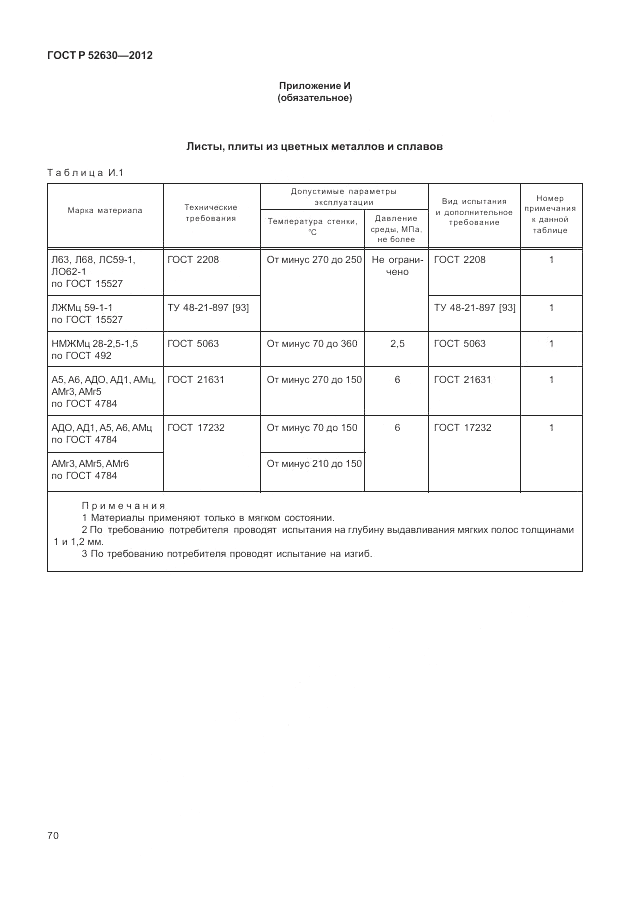 ГОСТ Р 52630—2012
Приложение И
(обязательное)
Листы, плиты из цветных металлов и сплавов
Таблица И.1
Марка материала
Технические
требования
Допустимые параметры
эксплуатации
Температура стенки,
°С
Давление
среды, МПа,
не более
Вид испытания
и дополнительное
требование
Номер
примечания
к данной
таблице
Л63, Л68, ЛС59-1,
ЛО62-1
по ГОСТ 15527
ГОСТ 2208
От минус 270 до 250
Не ограни-
чено
ГОСТ 2208
1
ЛЖМц 59-1-1
по ГОСТ 15527
ТУ 48-21-897 [93]
ТУ 48-21-897 [93]
1
НМЖМц 28-2,5-1,5
по ГОСТ 492
ГОСТ 5063
От минус 70 до 360
2,5
ГОСТ 5063
1
А5, А6, АДО, АД1, АМц,
АМг3, АМг5
по ГОСТ 4784
ГОСТ 21631
От минус 270 до 150
6
ГОСТ 21631
1
АДО, АД1, А5, А6, АМц
по ГОСТ 4784
ГОСТ 17232
От минус 70 до 150
6
ГОСТ 17232
1
АМг3, АМг5, АМг6
по ГОСТ 4784
От минус 210 до 150
Примечания
1 Материалы применяют только в мягком состоянии.
2 По требованию потребителя проводят испытания на глубину выдавливания мягких полос толщинами
1 и 1,2 мм.
3 По требованию потребителя проводят испытание на изгиб.
70